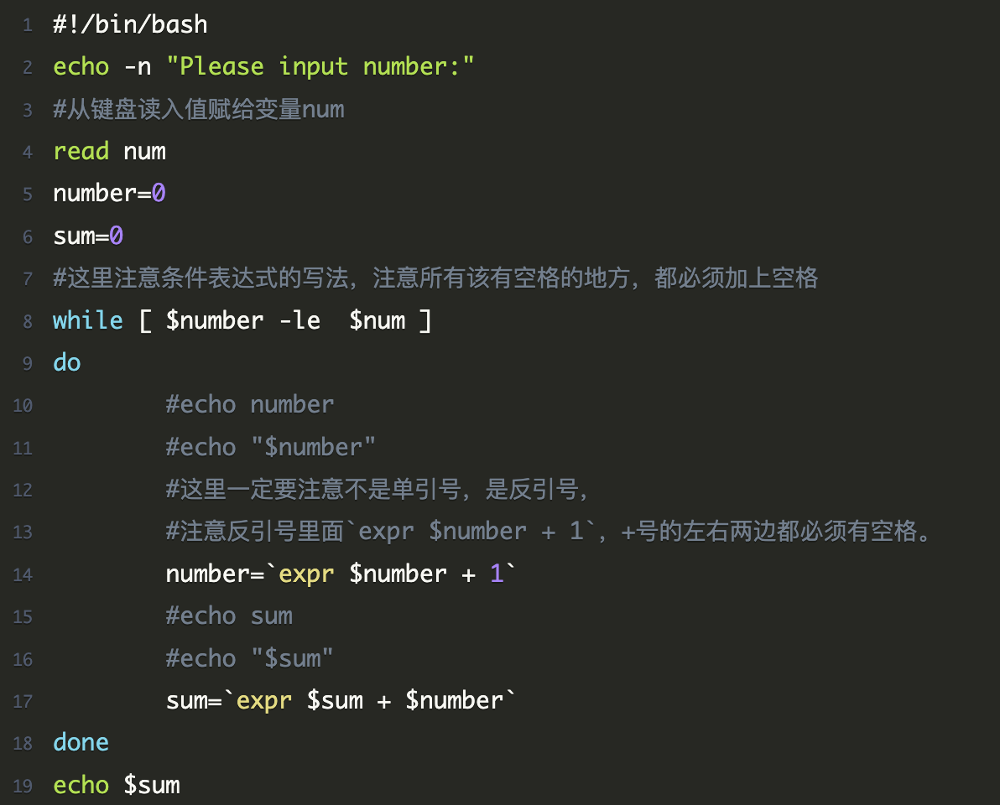 1 #!/bin/bash
2 echo -n "Please input number:"
3 #从键盘读入值赋给变量num
4 read num
5 number=0
6 sum=0
7 #这里注意条件表达式的写法，注意所有该有空格的地方，都必须加上空格
8 while [ $number -le  $num ]
9 do
10         #echo number
11         #echo "$number"
12         #这里一定要注意不是单引号，是反引号，
13         #注意反引号里面`expr $number + 1`，+号的左右两边都必须有空格。
14         number=`expr $number + 1`
15         #echo sum
16         #echo "$sum"
17         sum=`expr $sum + $number`
18 done
19 echo $sum